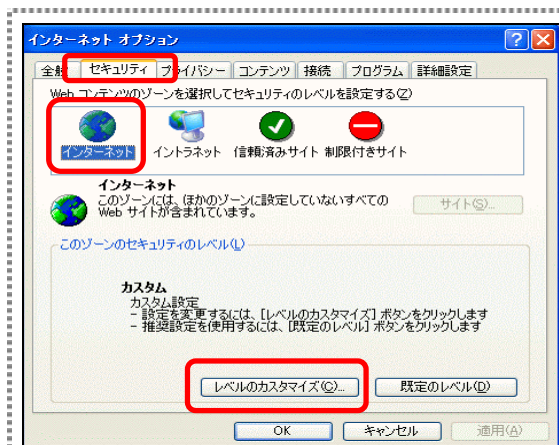 インターネット オプション
全般 セキュリティ プライバシー コンテンツ 接続 プログラム 詳細設定
Web コンテンツのゾーンを選択してセキュリティのレベルを設定する(Z)
インターネット イントラネット 信頼済みサイト 制限付きサイト
インターネット
このゾーンには、ほかのゾーンに設定していないすべての
Web サイトが含まれています。
サイト(S)...
このゾーンのセキュリティのレベル(L)
カスタム
カスタム設定
- 設定を変更するには、[レベルのカスタマイズ] ボタンをクリックします
- 推奨設定を使用するには、[既定のレベル] ボタンをクリックします
レベルのカスタマイズ(C)... 既定のレベル(D)
OK キャンセル 適用(A)